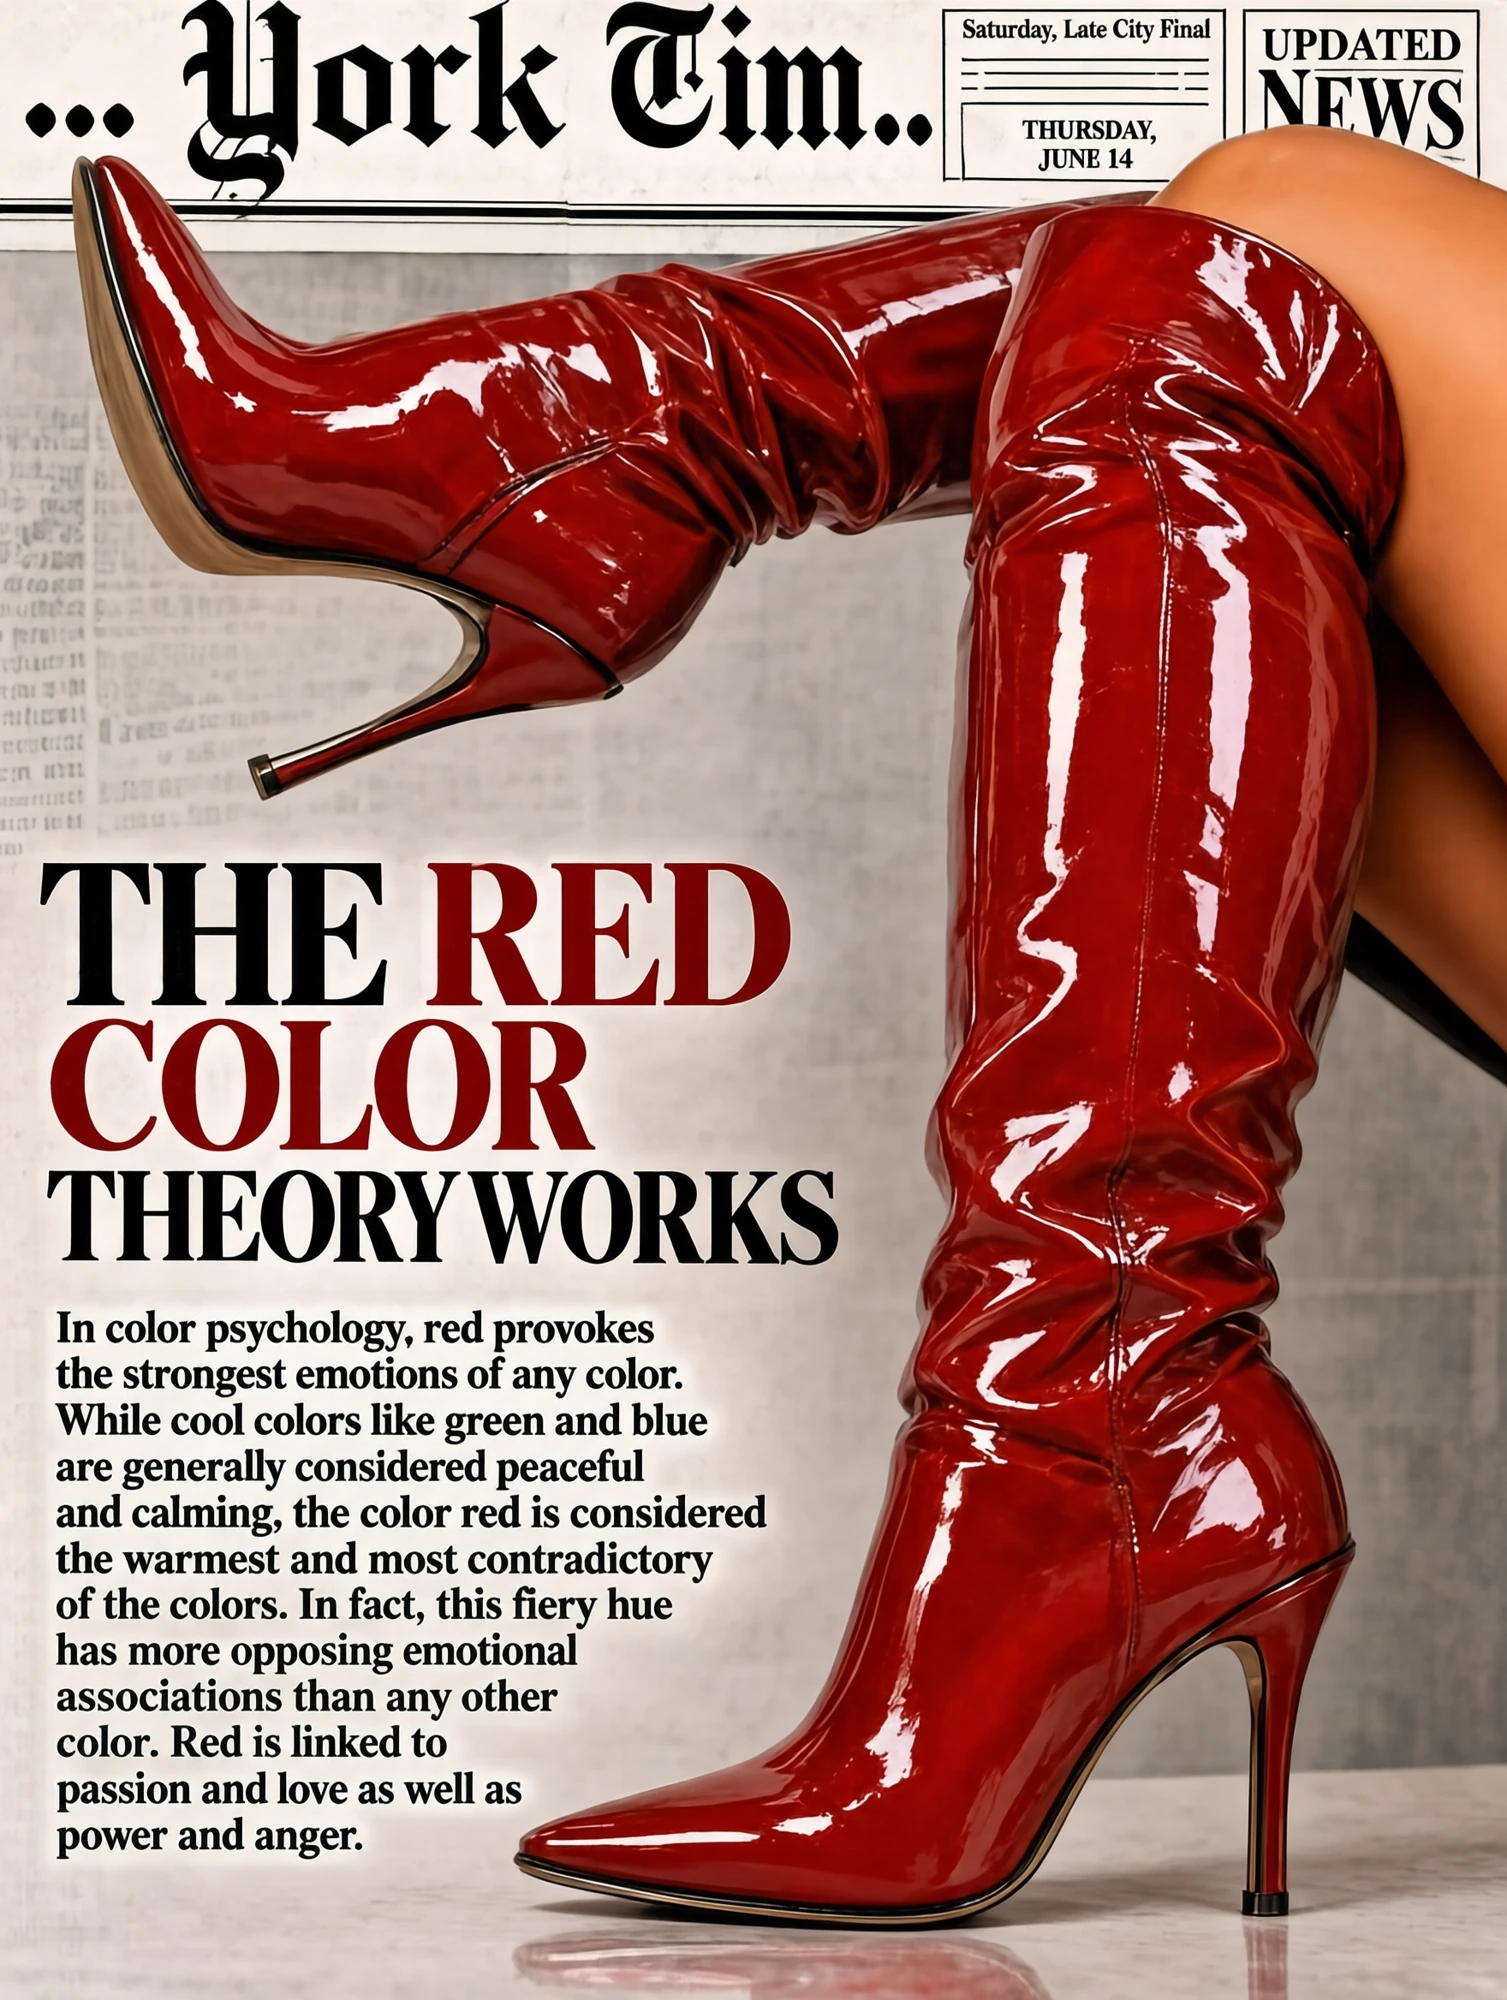 ... York Tim..
Saturday, Late City Final
THURSDAY,
JUNE 14
UPDATED
NEWS
THE RED
COLOR
THEORY WORKS
In color psychology, red provokes
the strongest emotions of any color.
While cool colors like green and blue
are generally considered peaceful
and calming, the color red is considered
the warmest and most contradictory
of the colors. In fact, this fiery hue
has more opposing emotional
associations than any other
color. Red is linked to
passion and love as well as
power and anger.